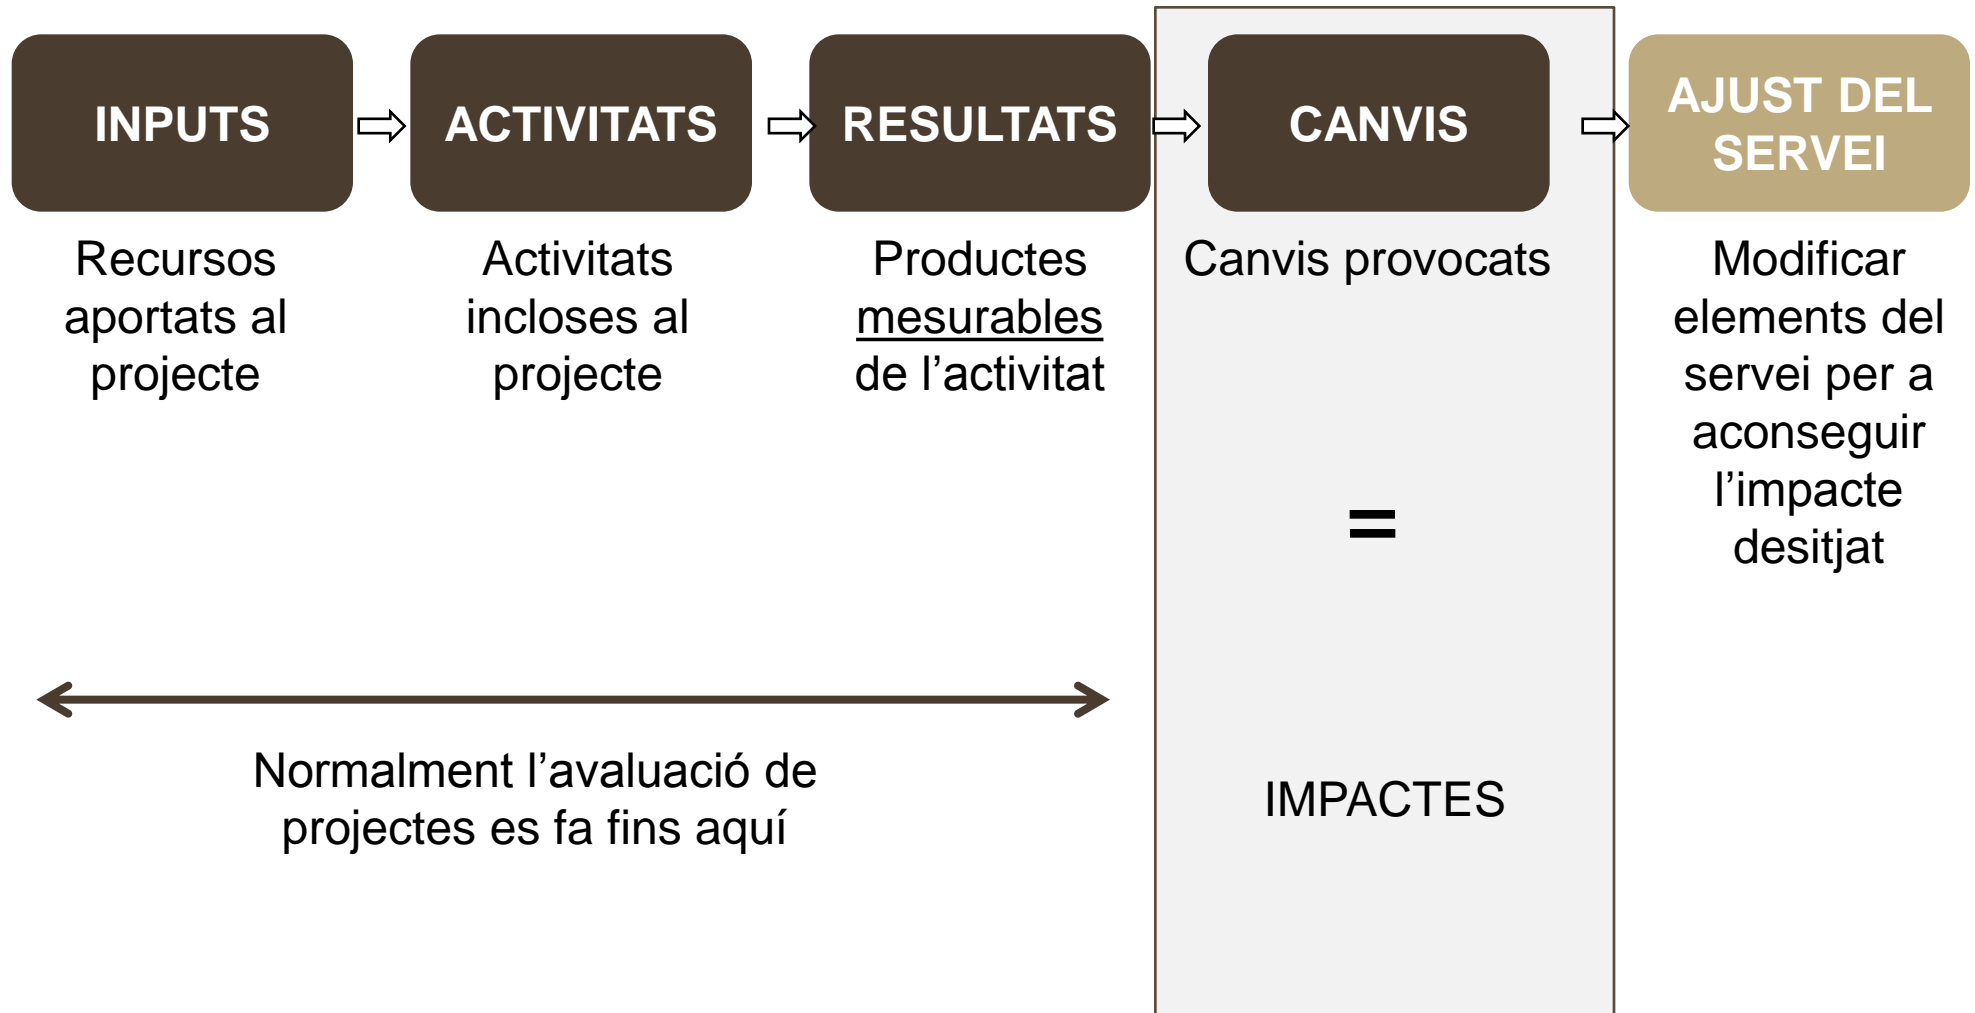 INPUTS
ACTIVITATS
RESULTATS
CANVIS
AJUST DEL
SERVEI
Recursos
aportats al
projecte
Activitats
incloses al
projecte
Productes
mesurables
de l’activitat
Canvis provocats
=
IMPACTES
Modificar
elements del
servei per a
aconseguir
l’impacte
desitjat
Normalment l’avaluació de
projectes es fa fins aquí